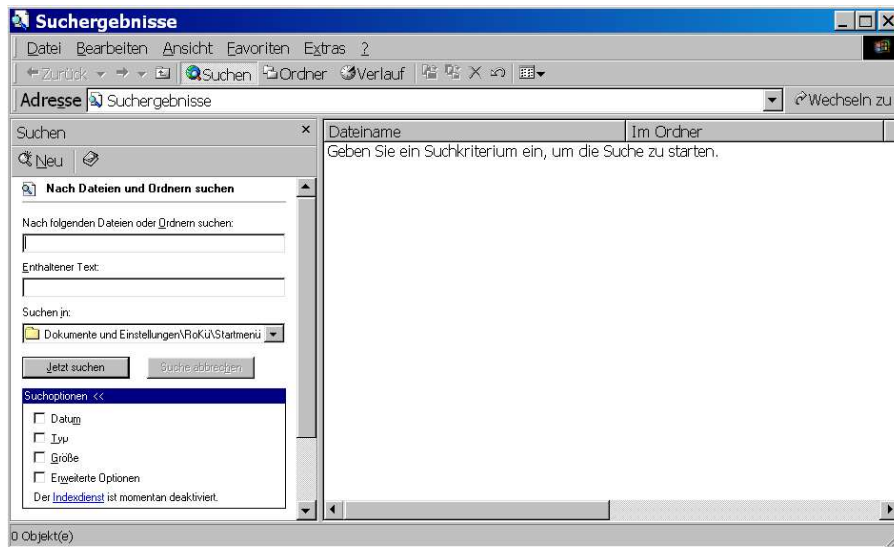 Suchergebnisse
Datei Bearbeiten Ansicht Favoriten Extras ?
Zurück Suchen Ordner Verlauf
Adresse Suchergebnisse Wechseln zu
Suchen
Neu
Nach Dateien und Ordnern suchen
Nach folgenden Dateien oder Ordnern suchen:
Enthaltener Text:
Suchen in:
Dokumente und Einstellungen\RoKü\Startmenü
Jetzt suchen Suche abbrechen
Suchoptionen <<
Datum
Typ
Größe
Erweiterte Optionen
Der Indexdienst ist momentan deaktiviert.
Dateiname Im Ordner
Geben Sie ein Suchkriterium ein, um die Suche zu starten.
0 Objekt(e)